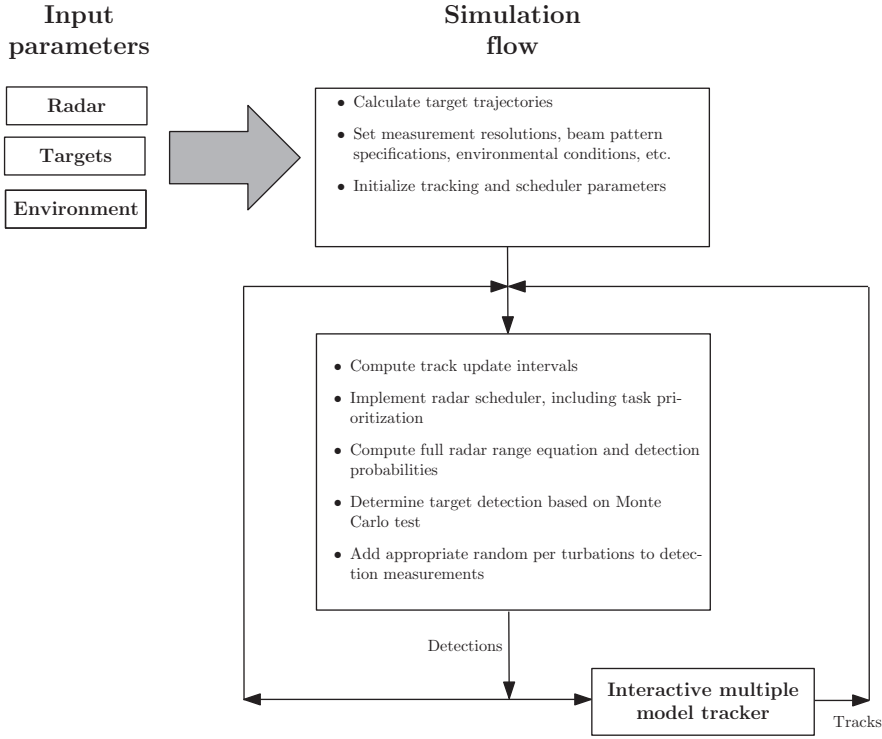 Input
parameters
Simulation
flow
Radar
Targets
Environment
• Calculate target trajectories
• Set measurement resolutions, beam pattern
specifications, environmental conditions, etc.
• Initialize tracking and scheduler parameters
• Compute track update intervals
• Implement radar scheduler, including task pri-
oritization
• Compute full radar range equation and detection
probabilities
• Determine target detection based on Monte
Carlo test
• Add appropriate random per turbations to detec-
tion measurements
Detections
Interactive multiple
model tracker
Tracks